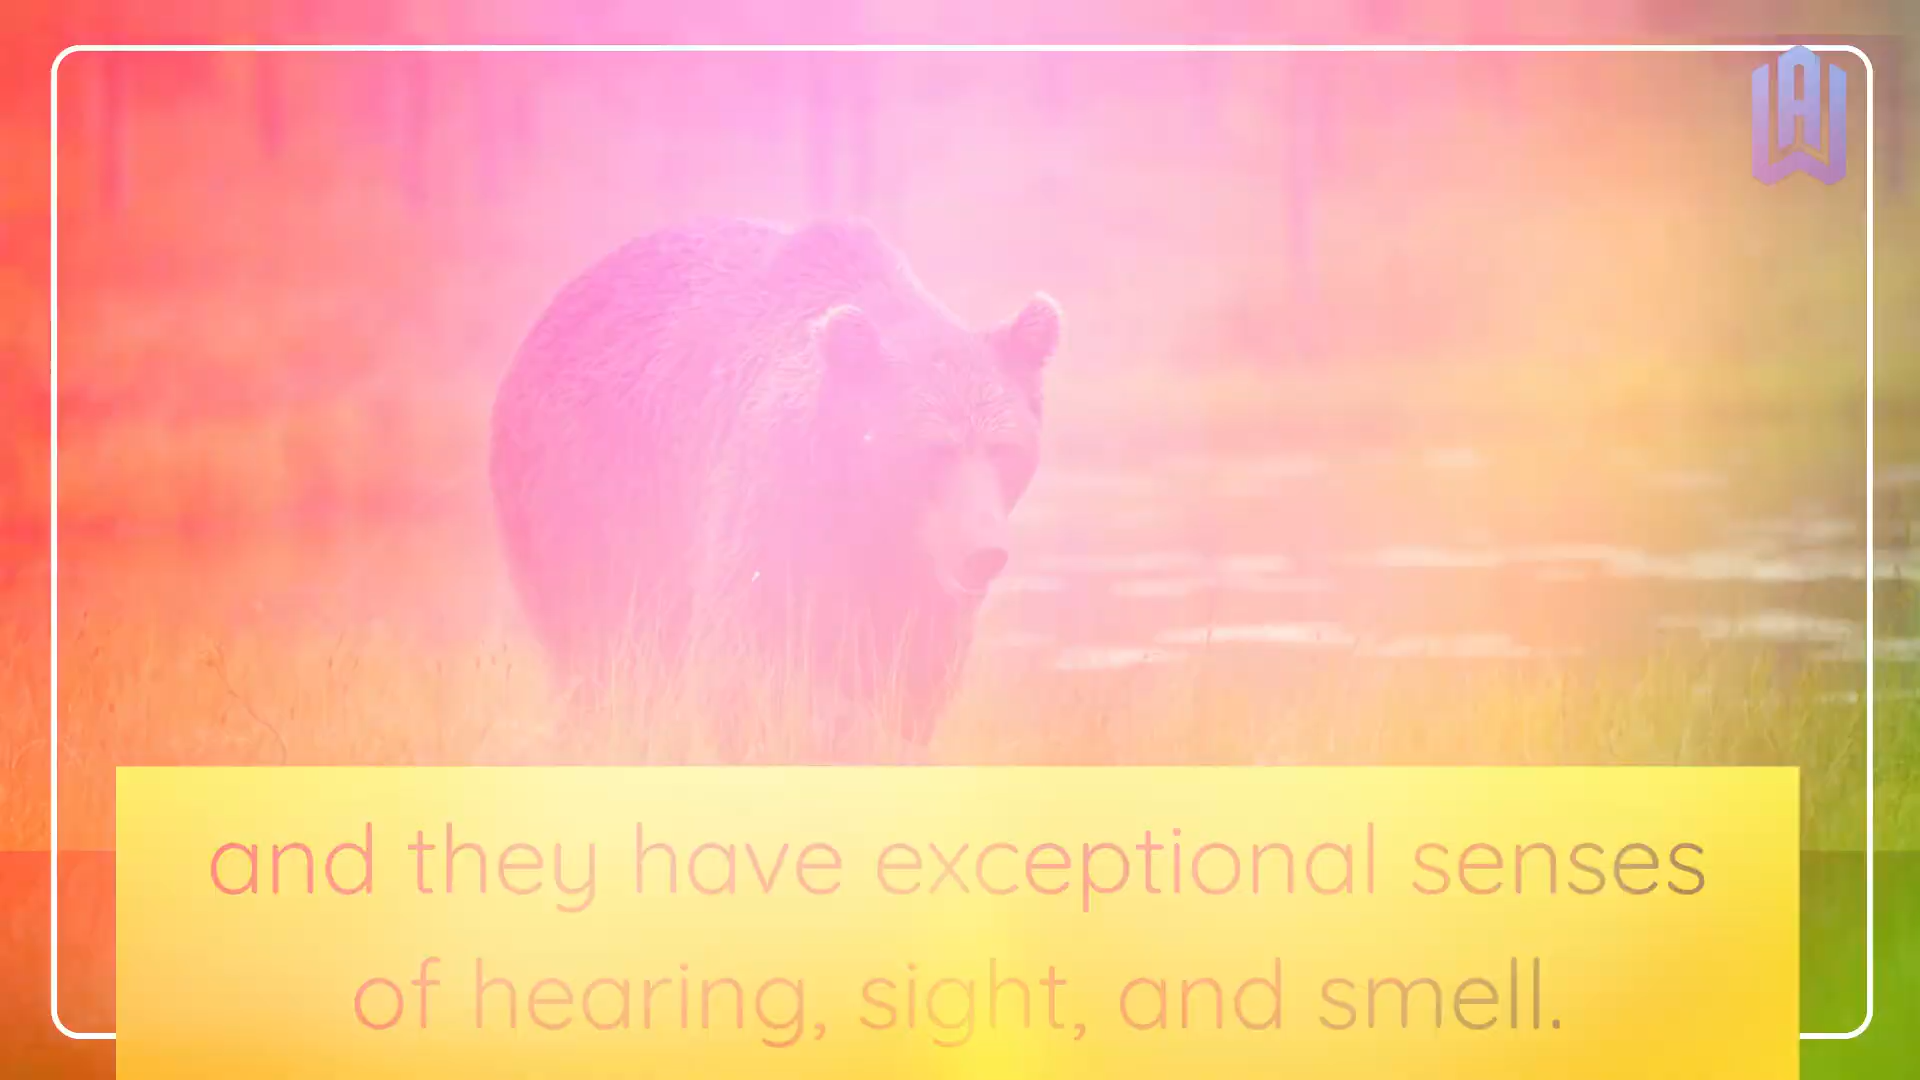 and they have exceptional senses
of hearing, sight, and smell.